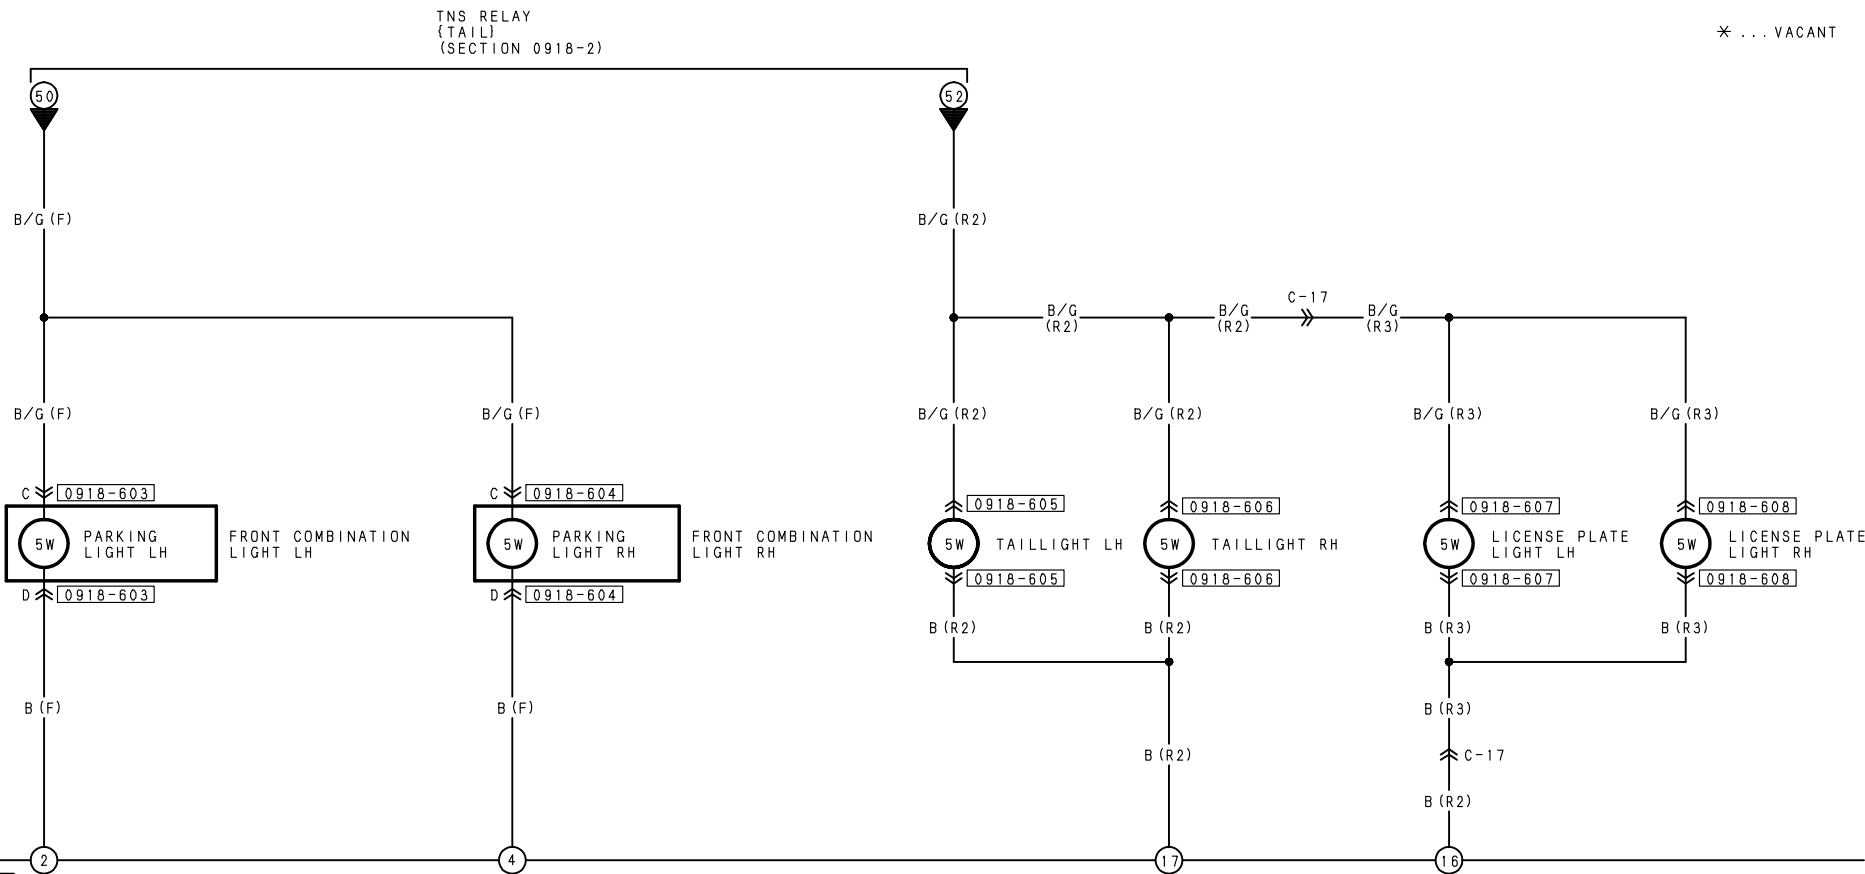 TNS RELAY
{TAIL}
(SECTION 0918-2)
* ... VACANT
50
52
B/G (F)
B/G (R2)
B/G
(R2)
B/G
(R2)
C-17
B/G
(R3)
B/G (F)
B/G (F)
B/G (R2)
B/G (R2)
B/G (R3)
B/G (R3)
C 0918-603
C 0918-604
0918-605
0918-606
0918-607
0918-608
5W
PARKING
LIGHT LH
FRONT COMBINATION
LIGHT LH
5W
PARKING
LIGHT RH
FRONT COMBINATION
LIGHT RH
5W
TAILLIGHT LH
5W
TAILLIGHT RH
5W
LICENSE PLATE
LIGHT LH
5W
LICENSE PLATE
LIGHT RH
D 0918-603
D 0918-604
0918-605
0918-606
0918-607
0918-608
B (R2)
B (R2)
B (R3)
B (R3)
B (F)
B (F)
B (R3)
B (R2)
C-17
B (R2)
2
4
17
16